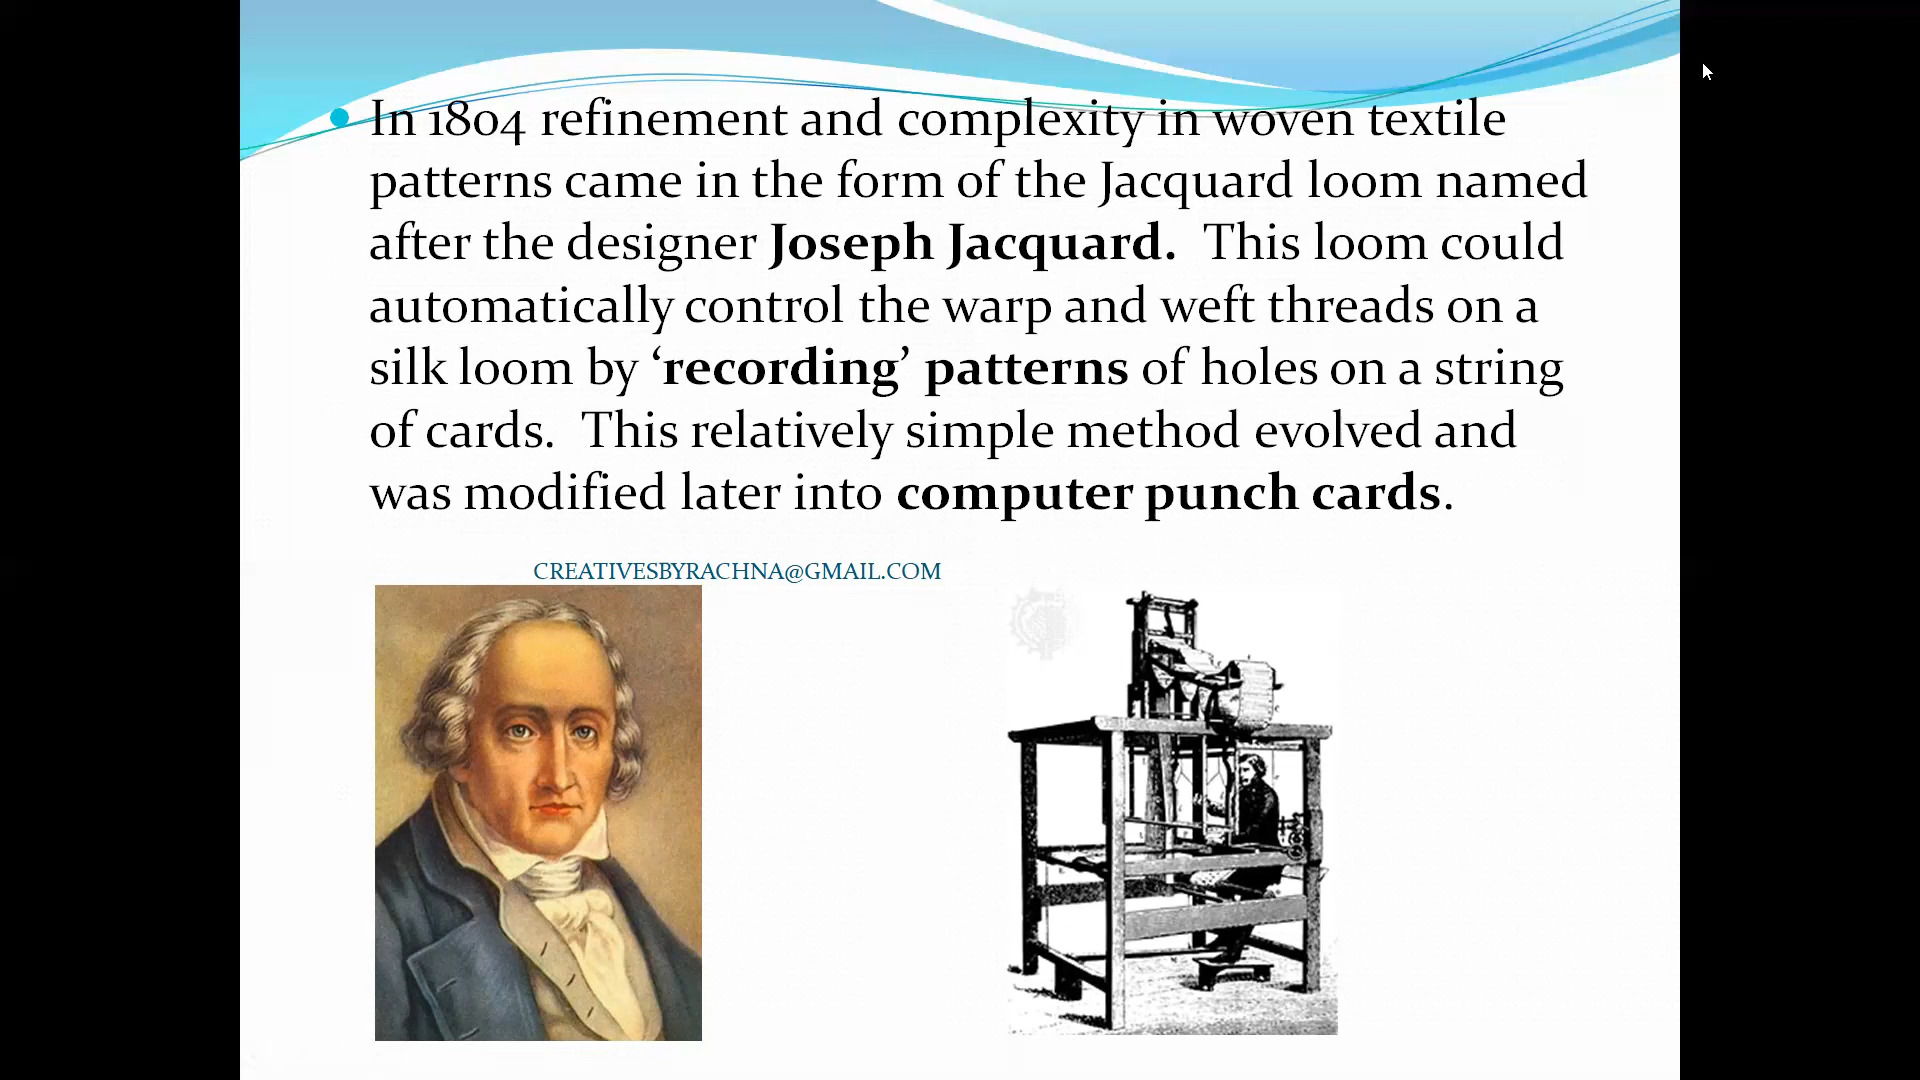 In 1804 refinement and complexity in woven textile
patterns came in the form of the Jacquard loom named
after the designer Joseph Jacquard.  This loom could
automatically control the warp and weft threads on a
silk loom by ‘recording’ patterns of holes on a string
of cards.  This relatively simple method evolved and
was modified later into computer punch cards.
CREATIVESBYRACHNA@GMAIL.COM